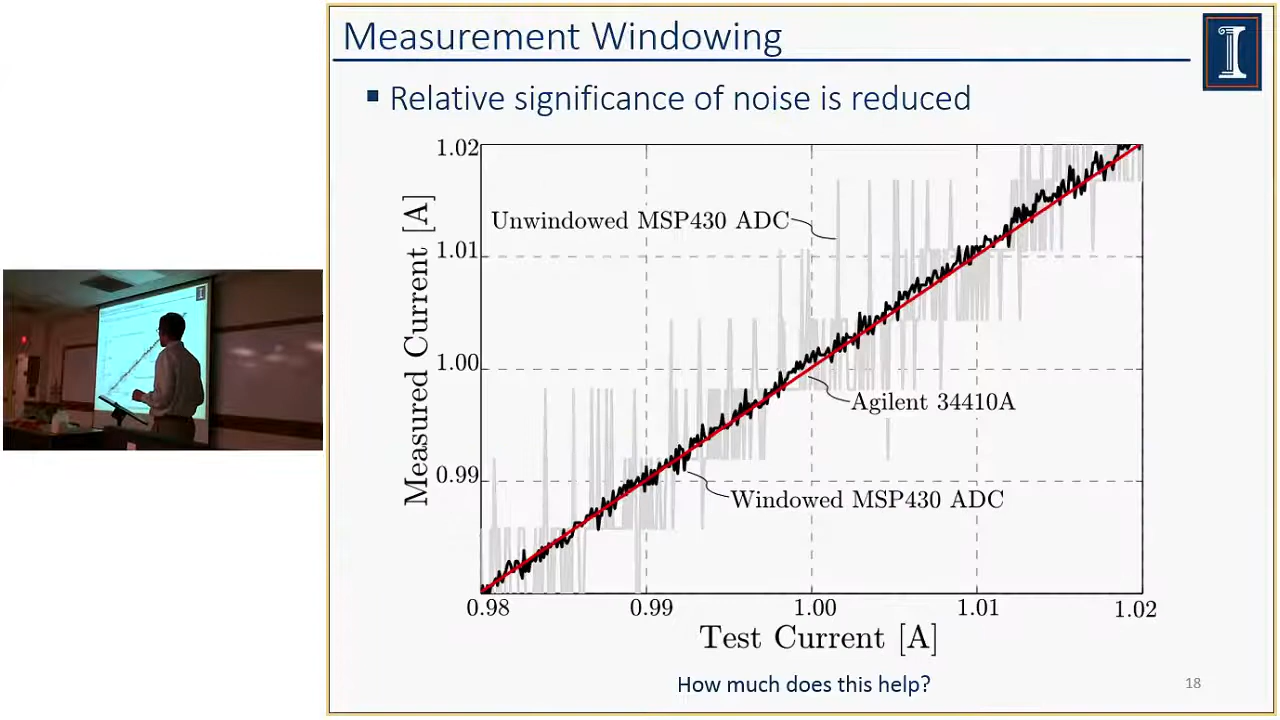 Measurement Windowing
I
▪ Relative significance of noise is reduced
1.02
Unwindowed MSP430 ADC
1.01
1.00
Agilent 34410A
0.99
Windowed MSP430 ADC
Measured Current [A]
0.98 0.99 1.00 1.01 1.02
Test Current [A]
How much does this help?
18